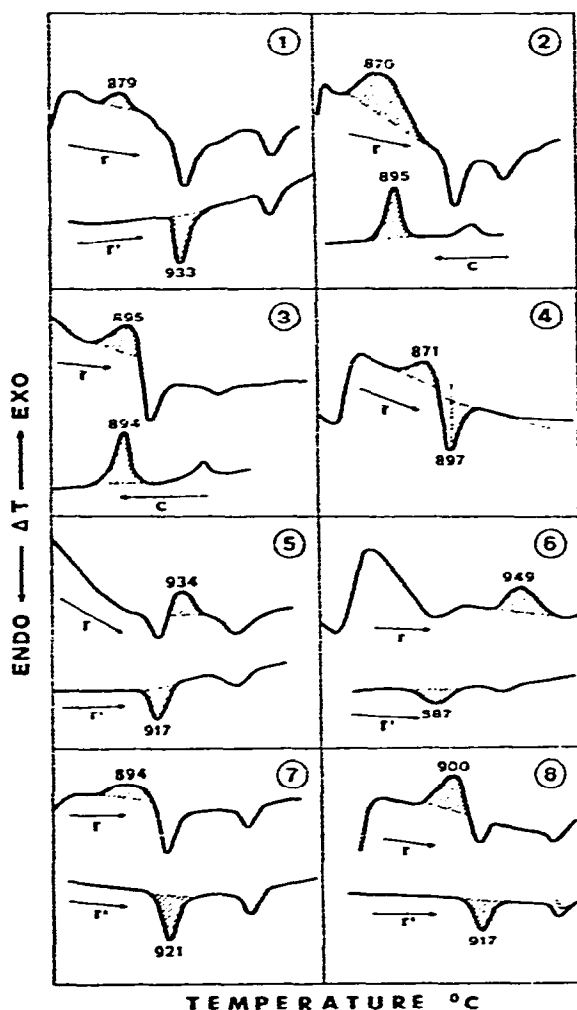 ①
879
r
r'
933
②
870
r
895
c
③
895
r
894
c
④
871
r
897
⑤
934
r
r'
917
⑥
949
r
r'
587
⑦
894
r
r'
921
⑧
900
r
r'
917
ENDO ← ΔT → EXO
TEMPERATURE °C